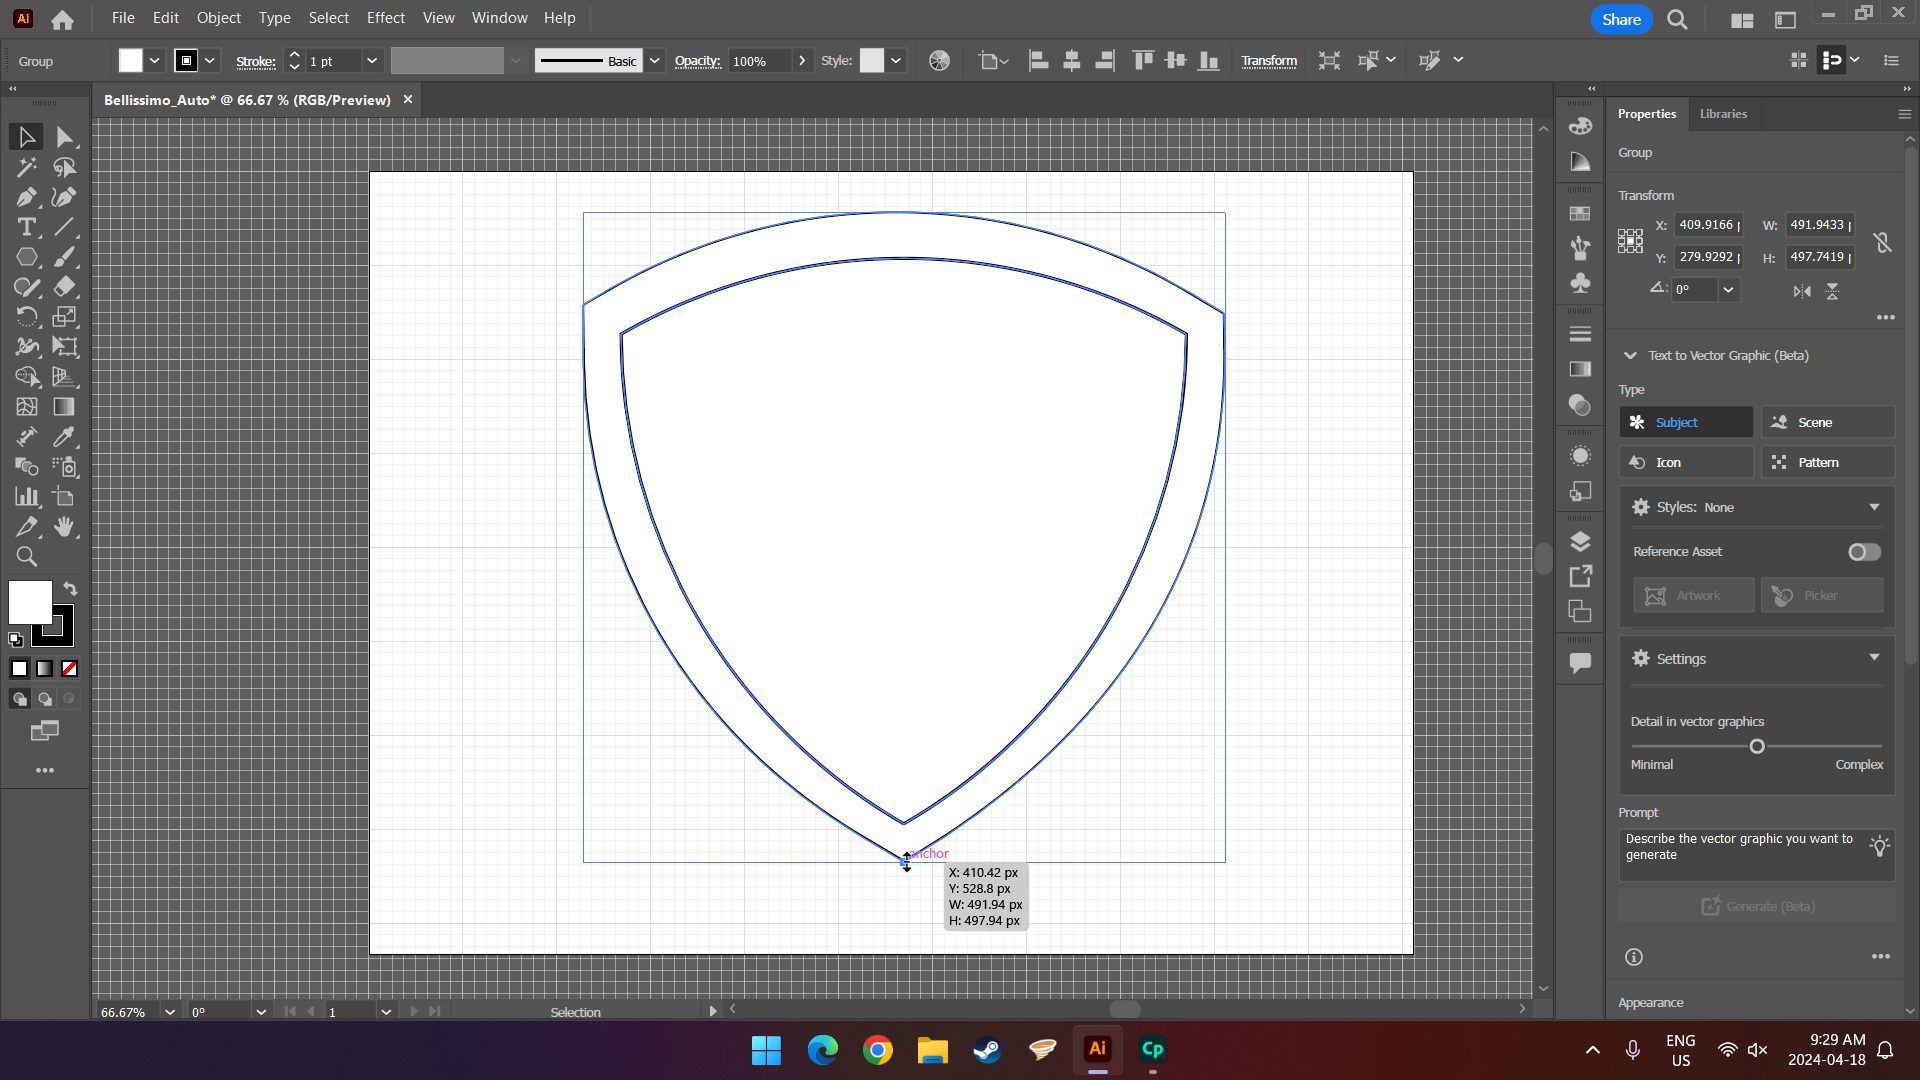 Ai File Edit Object Type Select Effect View Window Help Share
Group Stroke: 1 pt Basic Opacity: 100% Style: Transform
Bellissimo_Auto* @ 66.67 % (RGB/Preview)
Properties Libraries
Group
Transform
X: 409.9166 W: 491.9433
Y: 279.9292 H: 497.7419
0°
Text to Vector Graphic (Beta)
Type
Subject Scene
Icon Pattern
Styles: None
Reference Asset
Artwork Picker
Settings
Detail in vector graphics
Minimal Complex
Prompt
Describe the vector graphic you want to
generate
Generate (Beta)
Appearance
anchor
X: 410.42 px
Y: 528.8 px
W: 491.94 px
H: 497.94 px
66.67% 0° 1 Selection
Ai Cp
ENG
US
9:29 AM
2024-04-18